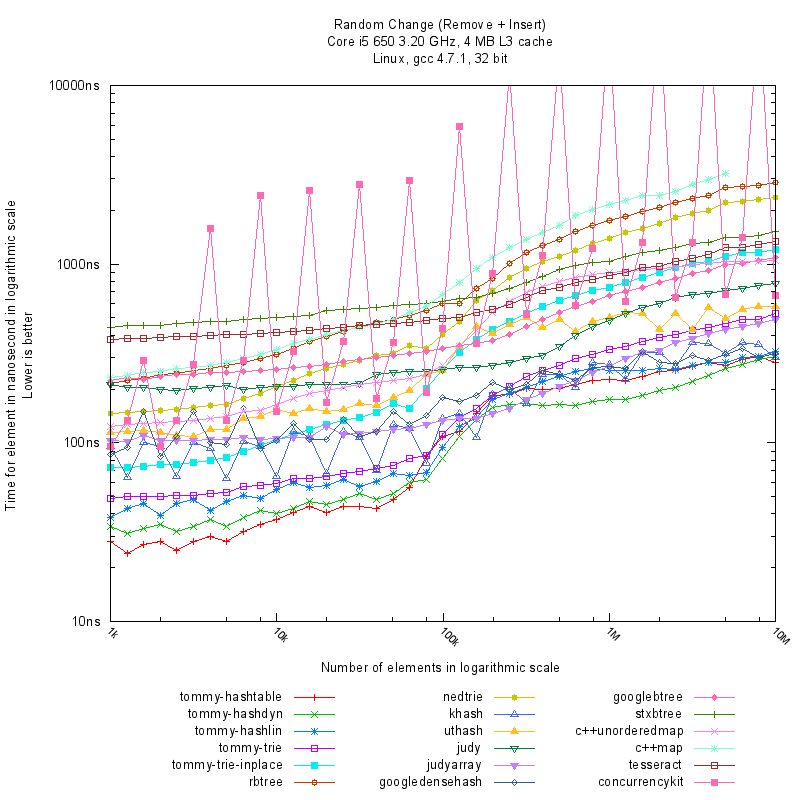 Random Change (Remove + Insert)
Core i5 650 3.20 GHz, 4 MB L3 cache
Linux, gcc 4.7.1, 32 bit
10000ns
1000ns
100ns
10ns
Time for element in nanosecond in logarithmic scale
Lower is better
1k
10k
100k
1M
10M
Number of elements in logarithmic scale
tommy-hashtable
tommy-hashdyn
tommy-hashlin
tommy-trie
tommy-trie-inplace
rbtree
nedtrie
khash
uthash
judy
judyarray
googledensehash
googlebtree
stxbtree
c++unorderedmap
c++map
tesseract
concurrencykit